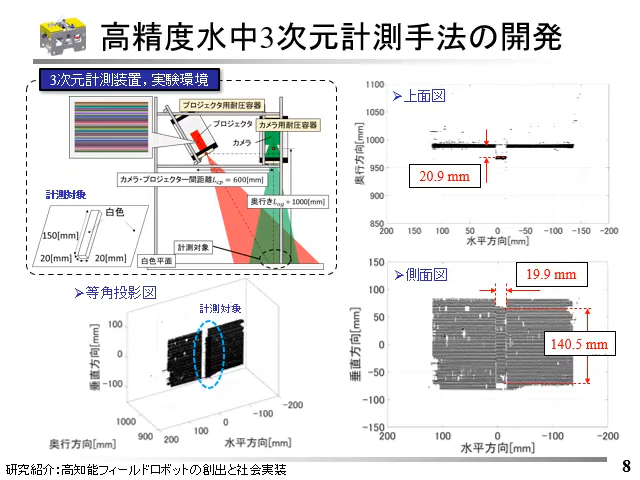 高精度水中3次元計測手法の開発
3次元計測装置，実験環境
プロジェクタ用耐圧容器
プロジェクタ
カメラ用耐圧容器
カメラ
カメラ・プロジェクター間距離L_cp = 600[mm]
奥行きL_og = 1000[mm]
計測対象
白色
150[mm]
20[mm]
20[mm]
計測対象
白色平面
➢上面図
奥行方向[mm]
1100
1050
1000
950
900
850
20.9 mm
200 150 100 50 0 -50 -100 -150 -200
水平方向[mm]
➢等角投影図
計測対象
垂直方向[mm]
100
0
-100
1000
900
200
100
0
-100
-200
奥行方向[mm]
水平方向[mm]
➢側面図
19.9 mm
140.5 mm
垂直方向[mm]
150
100
50
0
-50
-100
-150
200 100 0 -100 -200
水平方向[mm]
研究紹介：高知能フィールドロボットの創出と社会実装
8